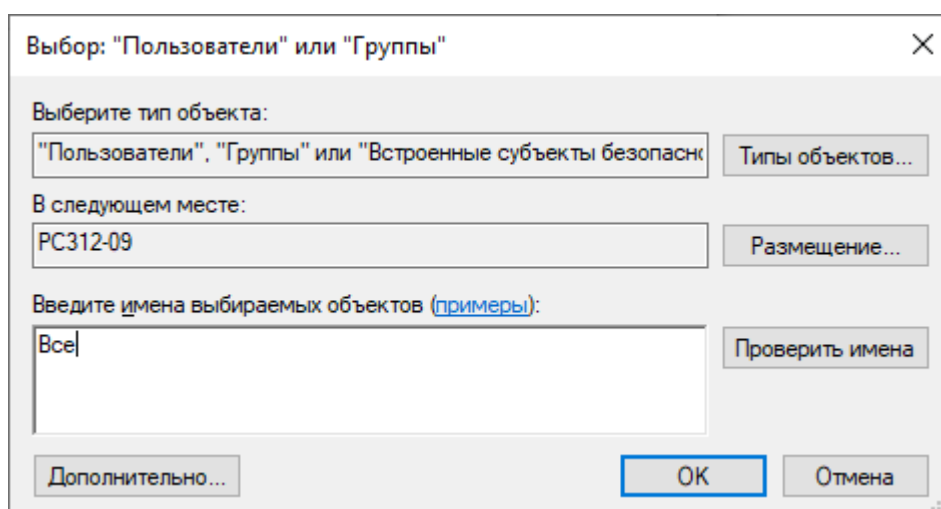 Выбор: "Пользователи" или "Группы"
Выберите тип объекта:
"Пользователи", "Группы" или "Встроенные субъекты безопасно
Типы объектов...
В следующем месте:
PC312-09
Размещение...
Введите имена выбираемых объектов (примеры):
Все
Проверить имена
Дополнительно...
OK
Отмена